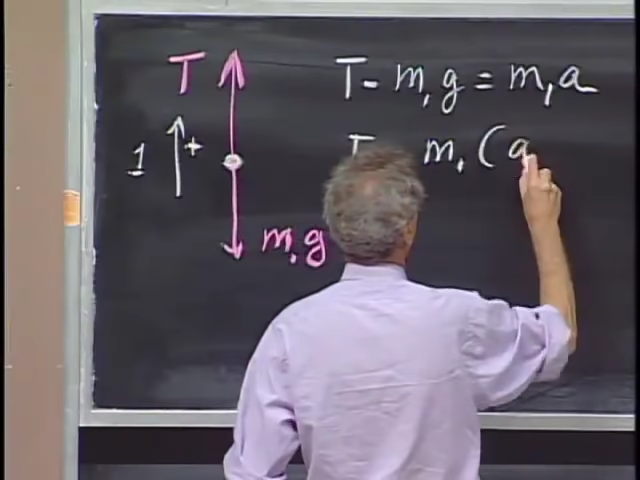 T
T - m₁g = m₁a
1 +
T m₁(a
m₁g